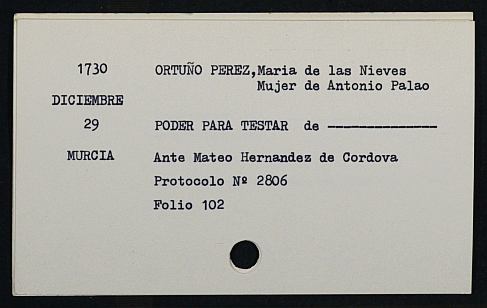 1730 ORTUÑO PEREZ, Maria de las Nieves
Mujer de Antonio Palao
DICIEMBRE
29 PODER PARA TESTAR de --------------
MURCIA Ante Mateo Hernandez de Cordova
Protocolo Nº 2806
Folio 102